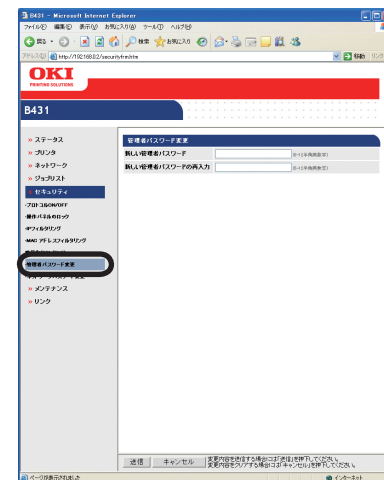 B431 - Microsoft Internet Explorer
ファイル(F) 編集(E) 表示(V) お気に入り(A) ツール(T) ヘルプ(H)
戻る 検索 お気に入り
アドレス(D) http://192.168.0.2/securityfrm.htm 移動 リンク
OKI
PRINTING SOLUTIONS
B431
» ステータス
» プリンタ
» ネットワーク
» ジョブリスト
» セキュリティ
-プロトコルON/OFF
-操作パネルのロック
-IPフィルタリング
-MAC アドレスフィルタリング
-管理者パスワード変更
» メンテナンス
» リンク
管理者パスワード変更
新しい管理者パスワード
新しい管理者パスワードの再入力
送信 キャンセル
変更内容を送信する場合には「送信」を押下してください。
変更内容をクリアする場合には「キャンセル」を押下してください。
ページが表示されました インターネット